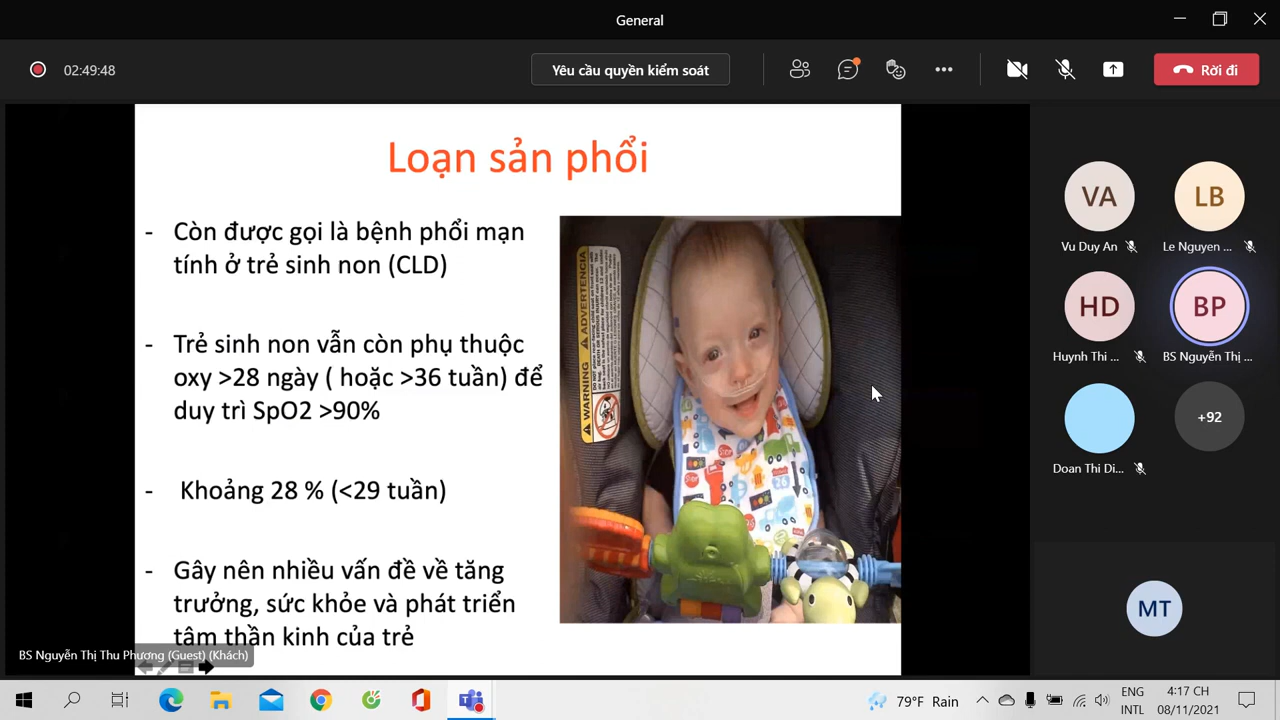 General
02:49:48
Yêu cầu quyền kiểm soát
Rời đi
Loạn sản phổi
- Còn được gọi là bệnh phổi mạn
tính ở trẻ sinh non (CLD)
- Trẻ sinh non vẫn còn phụ thuộc
oxy >28 ngày ( hoặc >36 tuần) để
duy trì SpO2 >90%
- Khoảng 28 % (<29 tuần)
- Gây nên nhiều vấn đề về tăng
trưởng, sức khỏe và phát triển
tâm thần kinh của trẻ
WARNING
ADVERTENCIA
VA
Vu Duy An
LB
Le Nguyen ...
HD
Huynh Thi ...
BP
BS Nguyễn Thị ...
Doan Thi Di...
+92
MT
BS Nguyễn Thị Thu Phương (Guest) (Khách)
79°F Rain
ENG
INTL
4:17 CH
08/11/2021